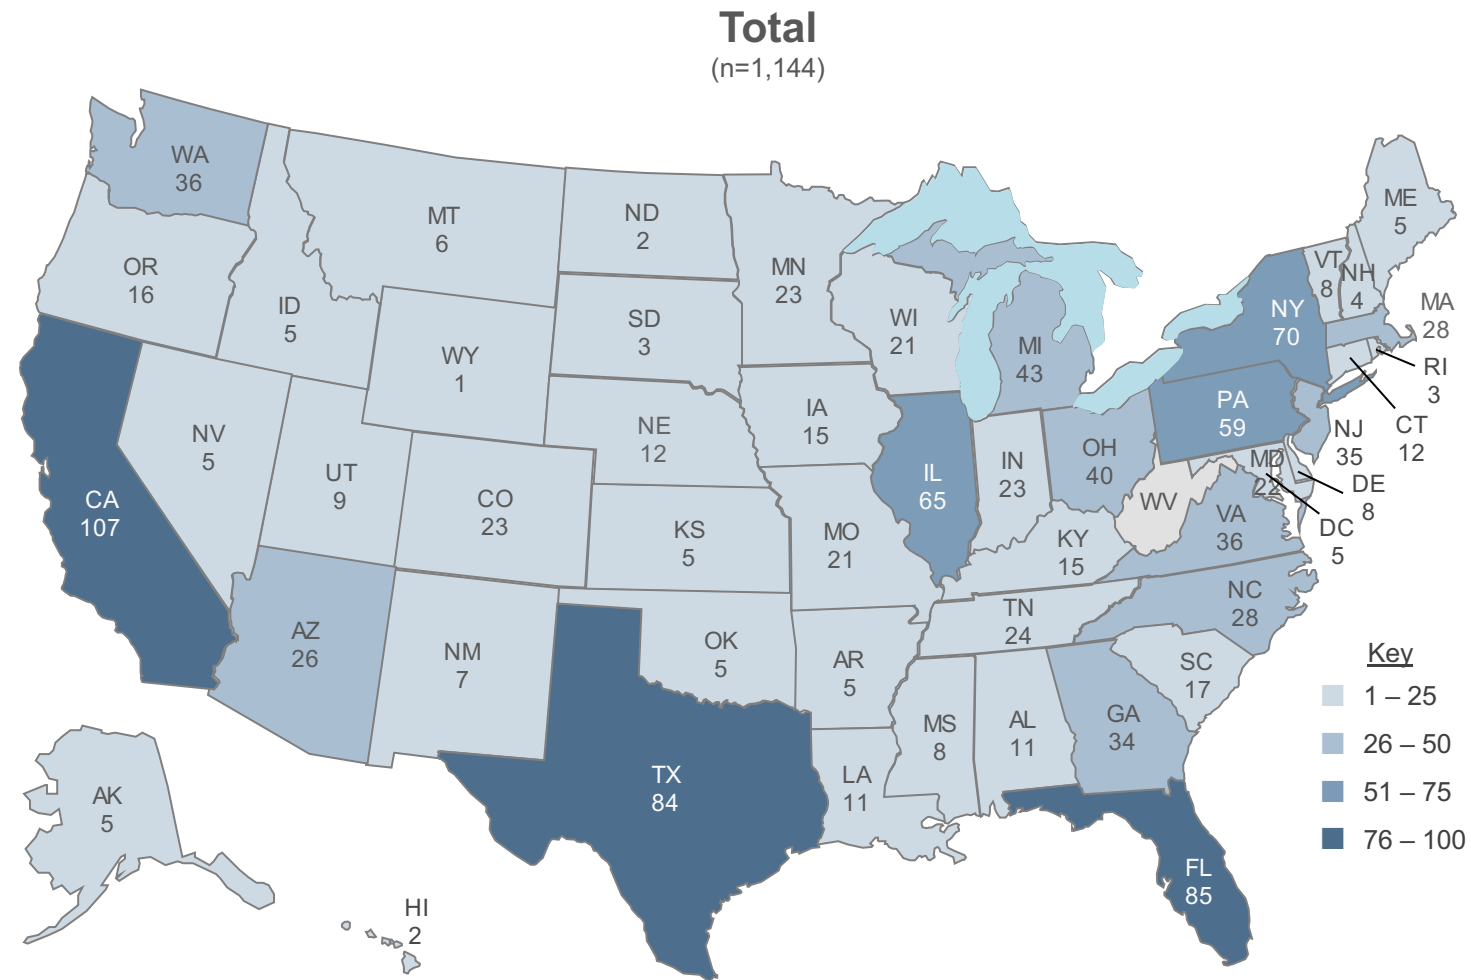 Total
(n=1,144)
WA
36
OR
16
ID
5
MT
6
ND
2
MN
23
SD
3
WY
1
WI
21
MI
43
NY
70
VT
8
NH
4
ME
5
MA
28
RI
3
CT
12
NJ
35
PA
59
DE
8
DC
5
MD
22
CA
107
NV
5
UT
9
CO
23
NE
12
IA
15
IL
65
IN
23
OH
40
WV
VA
36
KY
15
KS
5
MO
21
AZ
26
NM
7
OK
5
AR
5
TN
24
NC
28
SC
17
GA
34
AL
11
MS
8
LA
11
TX
84
FL
85
AK
5
HI
2
Key
1 – 25
26 – 50
51 – 75
76 – 100